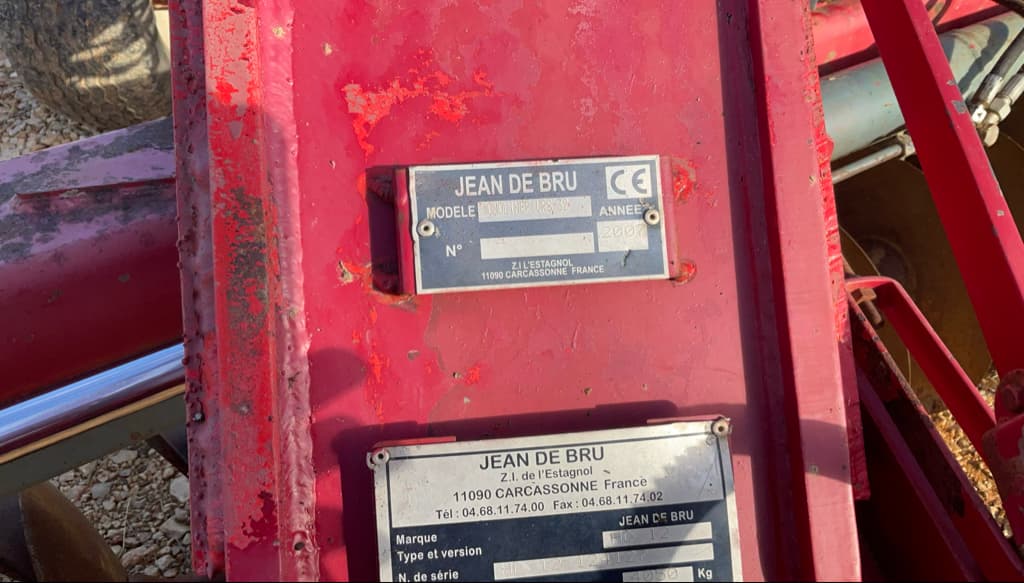 JEAN DE BRU CE
MODELE ANNEE
N° 2007
Z.I L'ESTAGNOL
11090 CARCASSONNE FRANCE
JEAN DE BRU
Z.I. de l'Estagnol
11090 CARCASSONNE France
Tél : 04.68.11.74.00 Fax : 04.68.11.74.02
JEAN DE BRU
Marque
Type et version
N. de série Kg